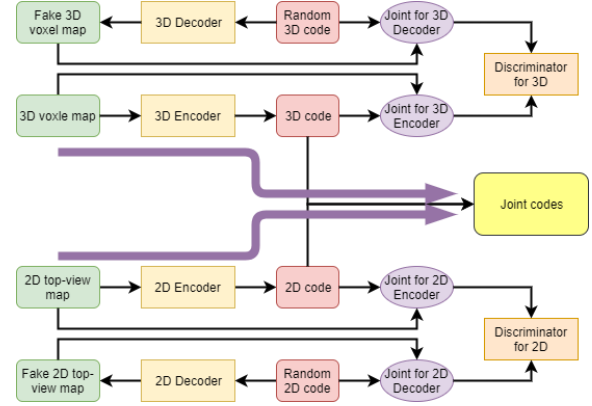 Fake 3D
voxel map
3D Decoder
Random
3D code
Joint for 3D
Decoder
Discriminator
for 3D
3D voxle map
3D Encoder
3D code
Joint for 3D
Encoder
Joint codes
2D top-view
map
2D Encoder
2D code
Joint for 2D
Encoder
Discriminator
for 2D
Fake 2D top-
view map
2D Decoder
Random
2D code
Joint for 2D
Decoder